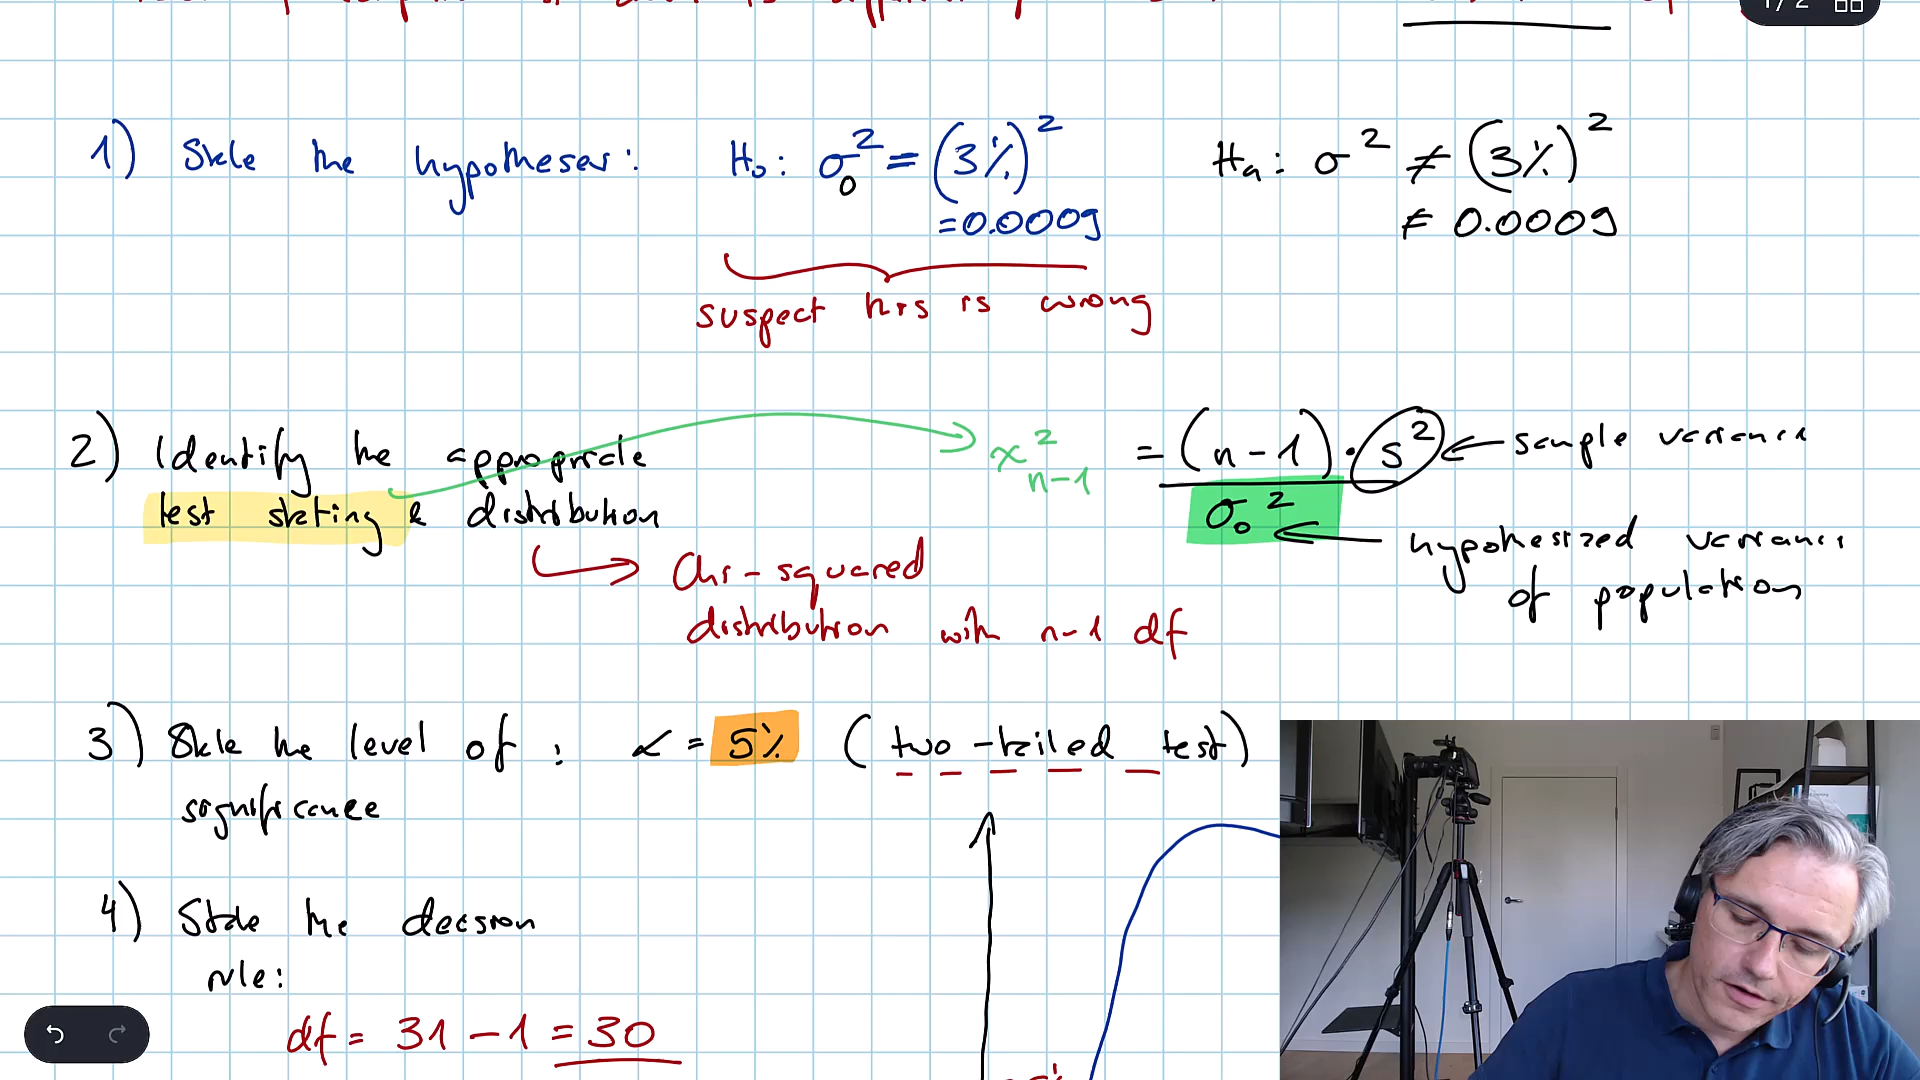 1/2
1) State the hypotheses: H₀: σ₀² = (3%)² Hₐ: σ² ≠ (3%)²
= 0.0009 ≠ 0.0009
suspect this is wrong
2) Identify the appropriate
test stating & distribution
χ²ₙ₋₁ = (n-1) · s² / σ₀²
← sample variance
← hypothesized variance
of population
Chi-squared
distribution with n-1 df
3) State the level of : α = 5% (two-tailed test)
significance
4) State the decision
rule:
df = 31 - 1 = 30